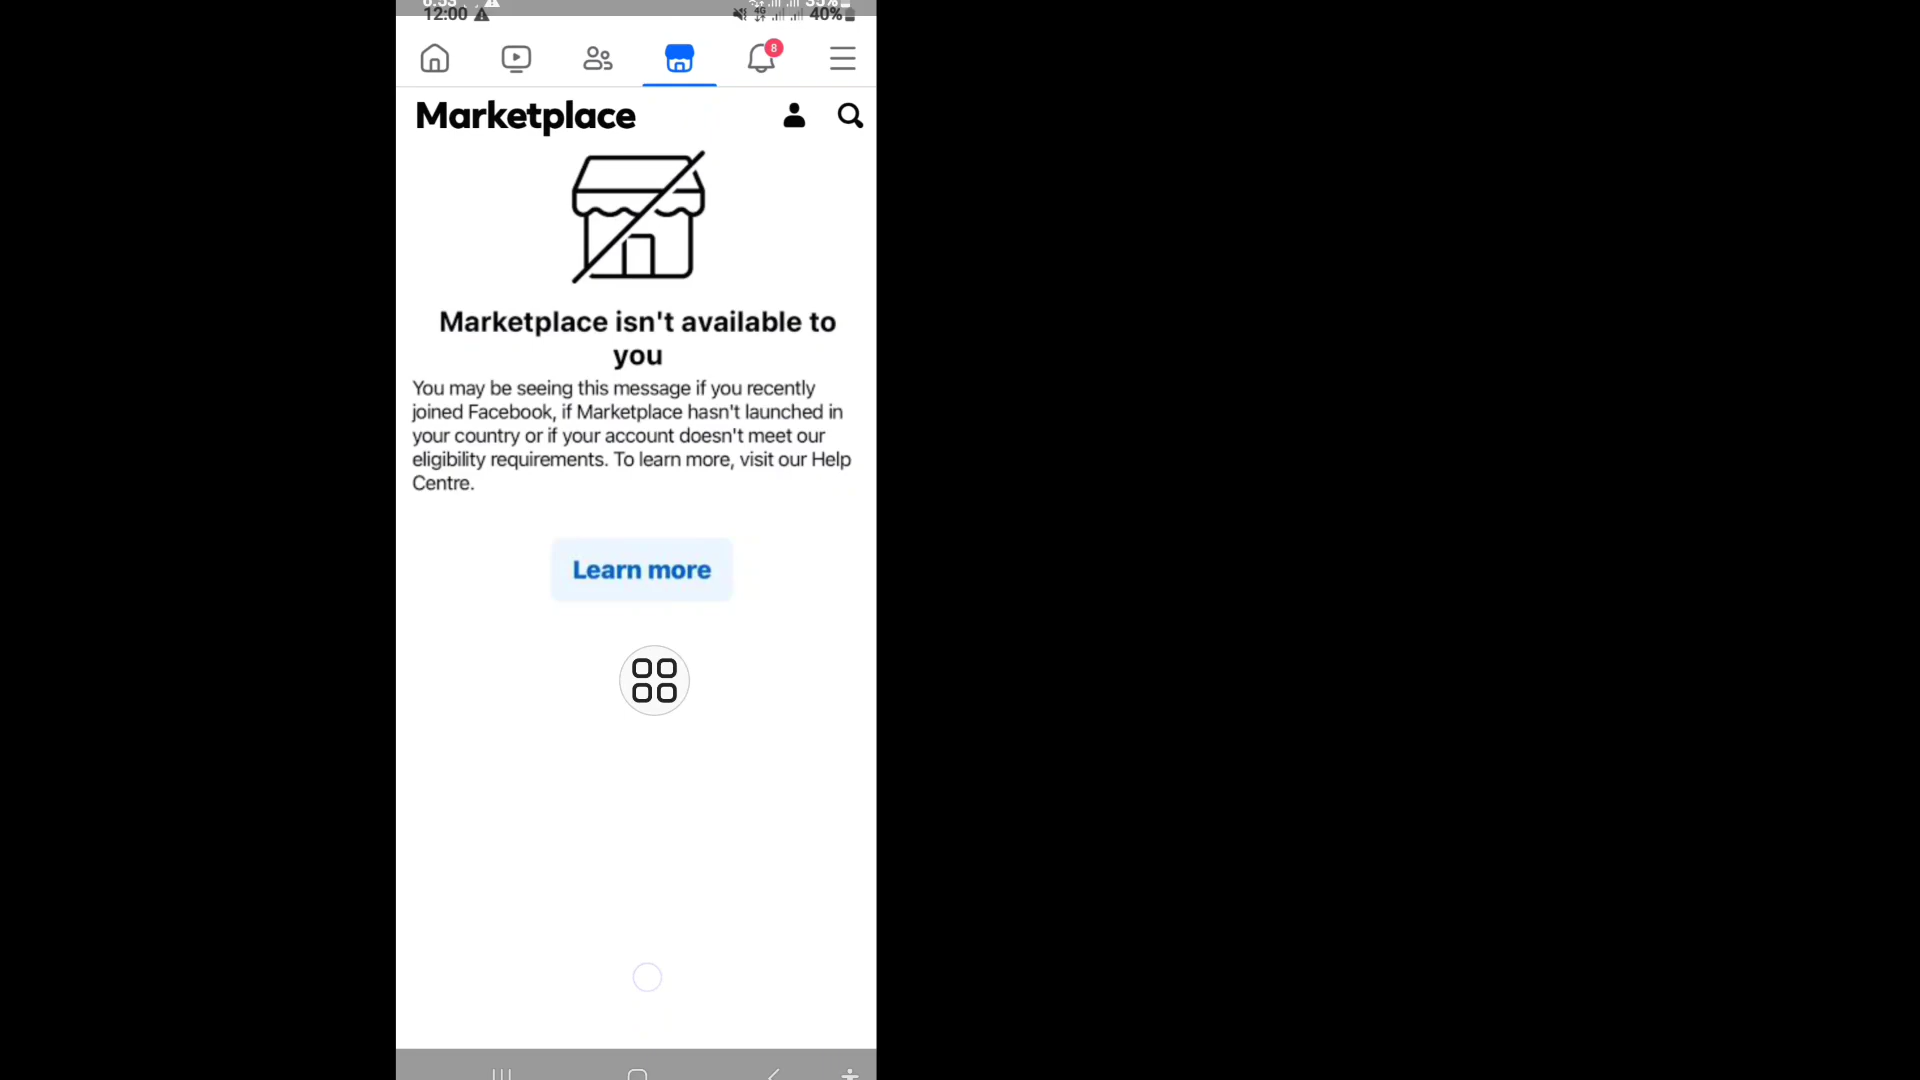 12:00 4G 40%
8
Marketplace
Marketplace isn't available to
you
You may be seeing this message if you recently
joined Facebook, if Marketplace hasn't launched in
your country or if your account doesn't meet our
eligibility requirements. To learn more, visit our Help
Centre.
Learn more